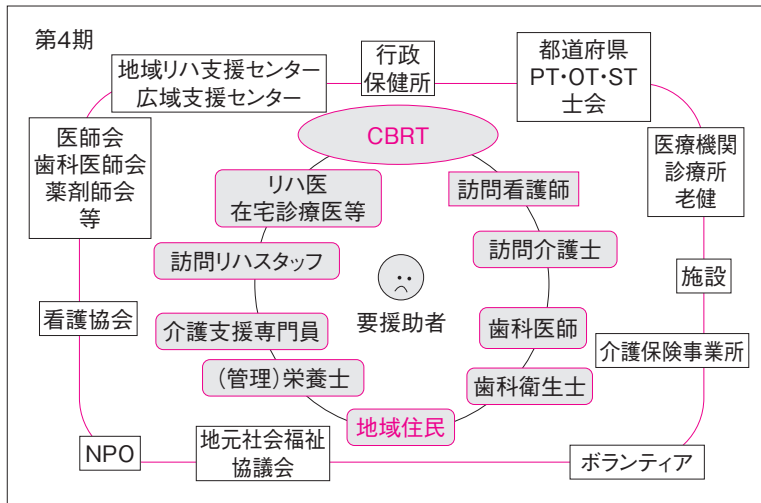 第4期
地域リハ支援センター
広域支援センター
行政
保健所
都道府県
PT・OT・ST
士会
医師会
歯科医師会
薬剤師会
等
CBRT
医療機関
診療所
老健
リハ医
在宅診療医等
訪問看護師
訪問リハスタッフ
訪問介護士
施設
看護協会
要援助者
介護支援専門員
歯科医師
介護保険事業所
（管理）栄養士
歯科衛生士
地域住民
NPO
地元社会福祉
協議会
ボランティア